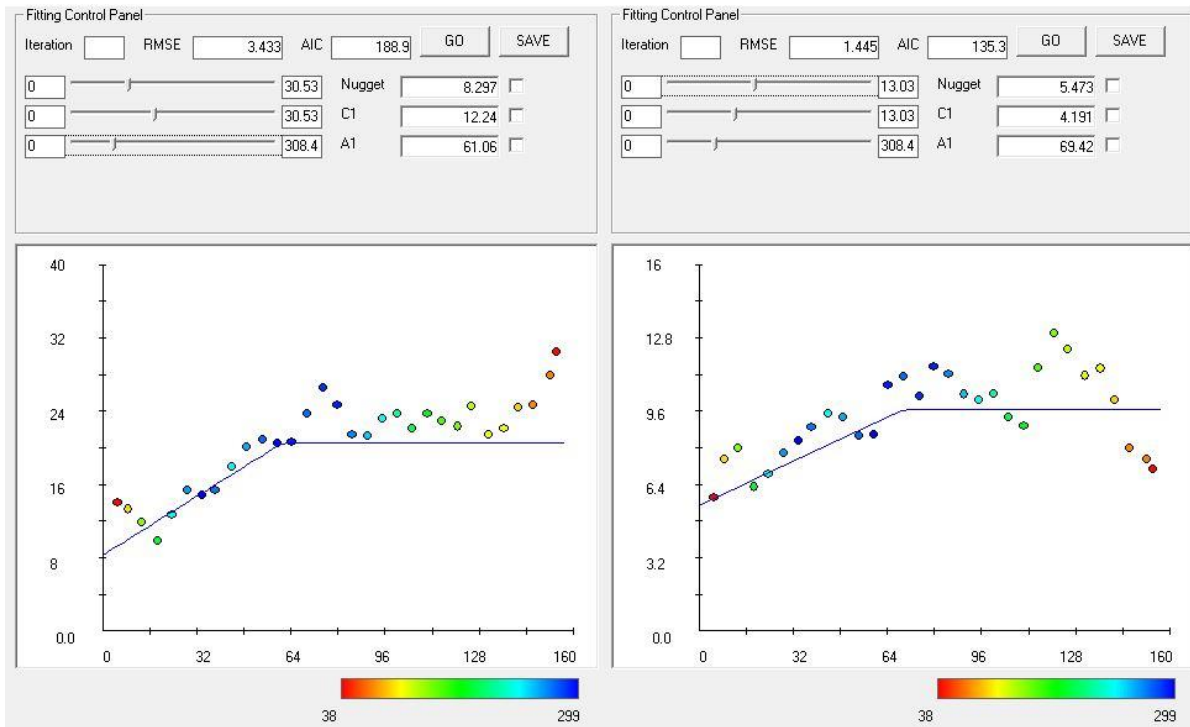 Fitting Control Panel
Iteration RMSE 3.433 AIC 188.9 GO SAVE
0 30.53 Nugget 8.297
0 30.53 C1 12.24
0 308.4 A1 61.06
40
32
24
16
8
0.0
0 32 64 96 128 160
38 299
Fitting Control Panel
Iteration RMSE 1.445 AIC 135.3 GO SAVE
0 13.03 Nugget 5.473
0 13.03 C1 4.191
0 308.4 A1 69.42
16
12.8
9.6
6.4
3.2
0.0
0 32 64 96 128 160
38 299